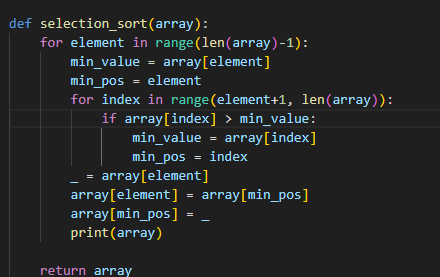 def selection_sort(array):
    for element in range(len(array)-1):
        min_value = array[element]
        min_pos = element
        for index in range(element+1, len(array)):
            if array[index] > min_value:
                min_value = array[index]
                min_pos = index
        _ = array[element]
        array[element] = array[min_pos]
        array[min_pos] = _
        print(array)

    return array